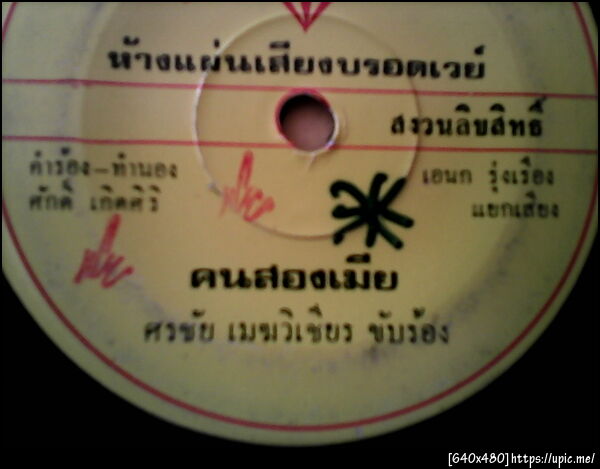 ห้างแผ่นเสียงบรอดเวย์
สงวนลิขสิทธิ์
คำร้อง-ทำนอง
ศักดิ์ เกิดศิริ
เอนก รุ่งเรือง
แยกเสียง
คนสองเมีย
ศรชัย เมฆวิเชียร ขับร้อง
[640x480]https://upic.me/